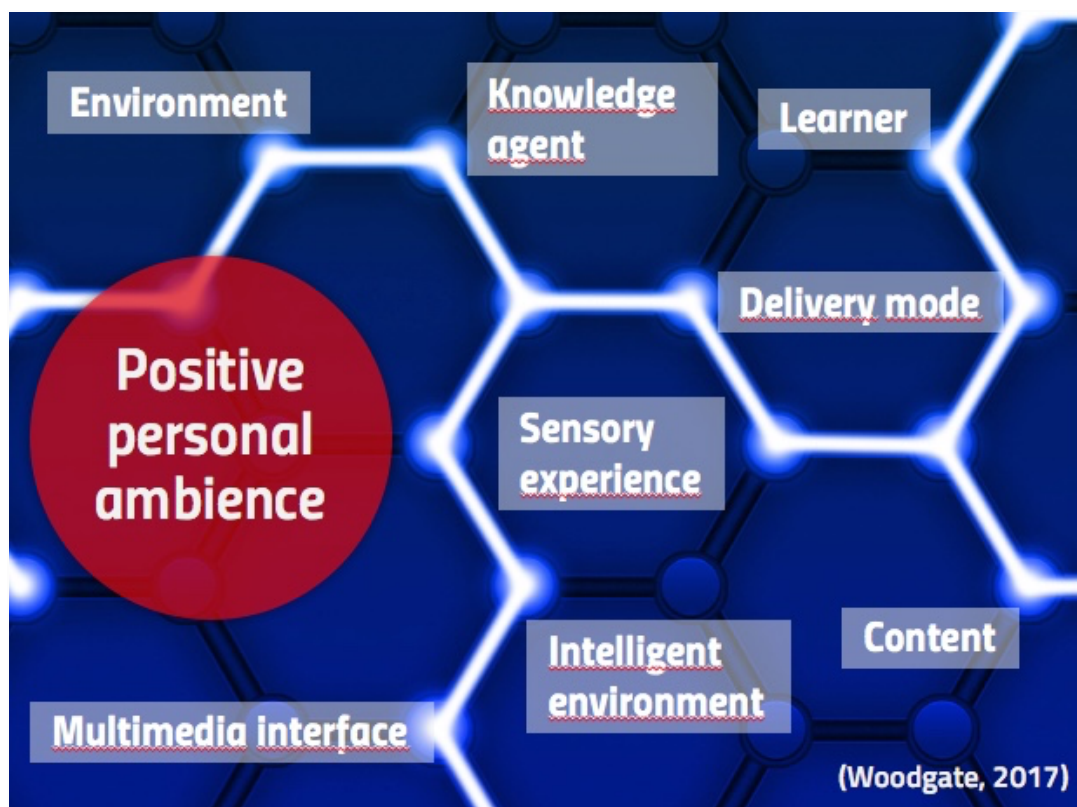 Environment
Knowledge
agent
Learner
Delivery mode
Positive
personal
ambience
Sensory
experience
Intelligent
environment
Content
Multimedia interface
(Woodgate, 2017)